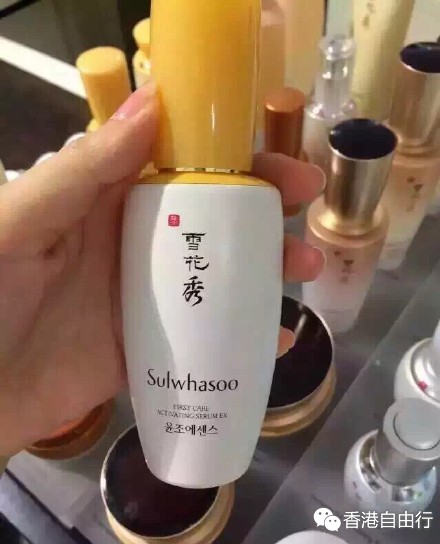 雪
花
秀
Sulwhasoo
FIRST CARE
ACTIVATING SERUM EX
윤조에센스
香港自由行